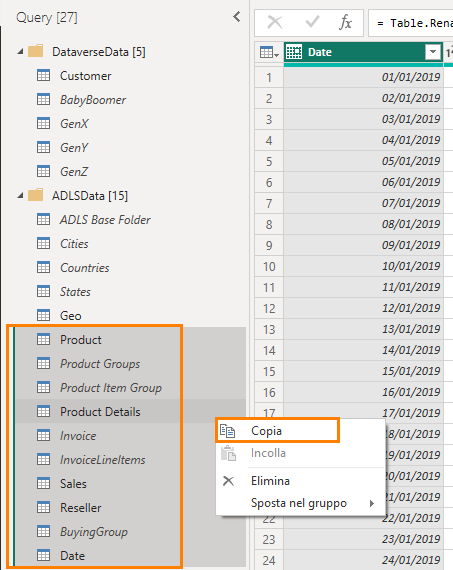 Query [27]
= Table.Rena
DataverseData [5]
Customer
BabyBoomer
GenX
GenY
GenZ
ADLSData [15]
ADLS Base Folder
Cities
Countries
States
Geo
Product
Product Groups
Product Item Group
Product Details
Invoice
InvoiceLineItems
Sales
Reseller
BuyingGroup
Date
Date
1 01/01/2019
2 02/01/2019
3 03/01/2019
4 04/01/2019
5 05/01/2019
6 06/01/2019
7 07/01/2019
8 08/01/2019
9 09/01/2019
10 10/01/2019
11 11/01/2019
12 12/01/2019
13 13/01/2019
14 14/01/2019
15 15/01/2019
16 16/01/2019
17 17/01/2019
18/01/2019
19/01/2019
20/01/2019
21/01/2019
22 22/01/2019
23 23/01/2019
24 24/01/2019
Copia
Incolla
Elimina
Sposta nel gruppo